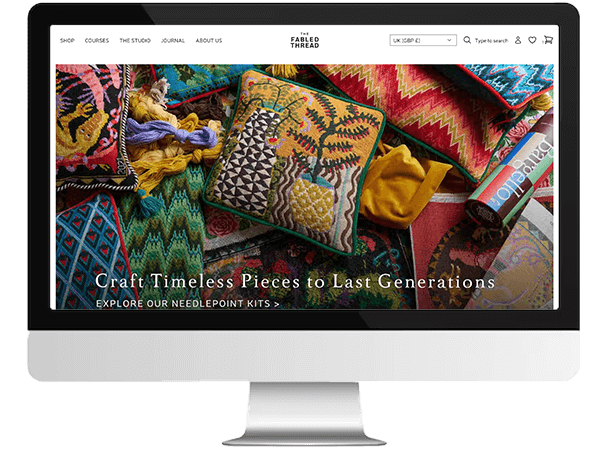 SHOP COURSES THE STUDIO JOURNAL ABOUT US
THE
FABLED
THREAD
UK (GBP £)
Type to search
bargello
Craft Timeless Pieces to Last Generations
EXPLORE OUR NEEDLEPOINT KITS >